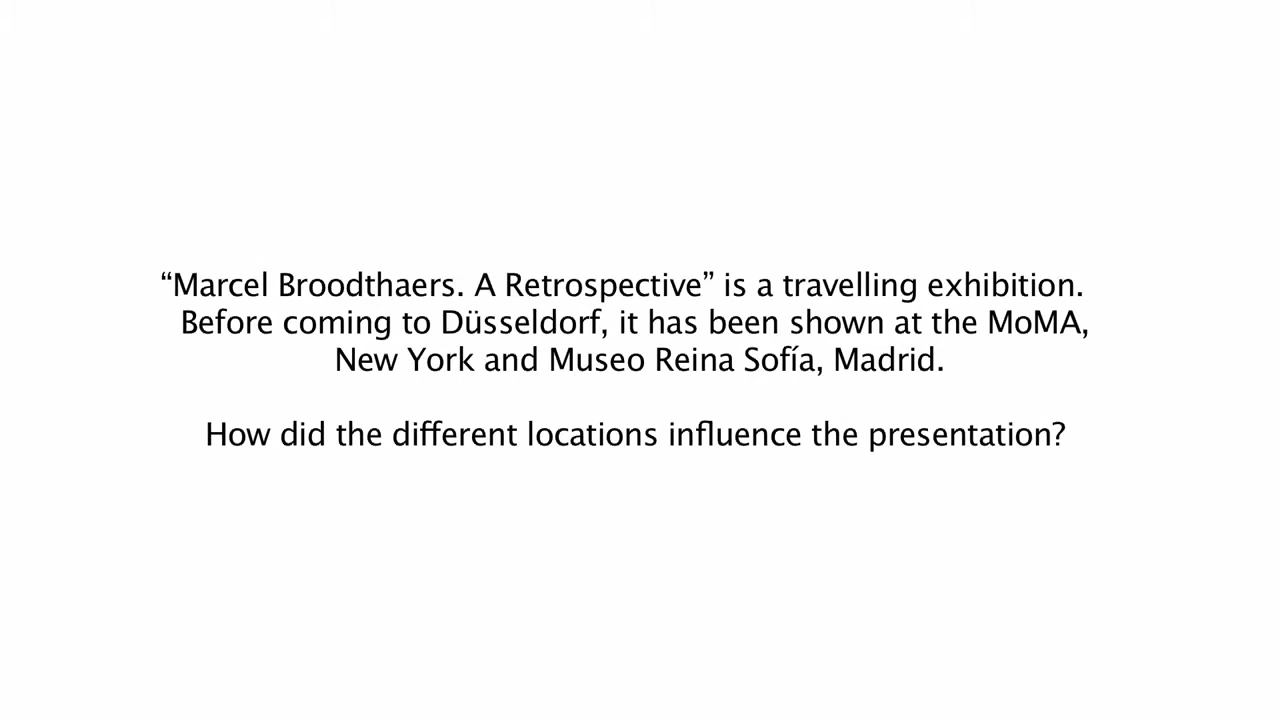 “Marcel Broodthaers. A Retrospective” is a travelling exhibition.
Before coming to Düsseldorf, it has been shown at the MoMA,
New York and Museo Reina Sofía, Madrid.
How did the different locations influence the presentation?